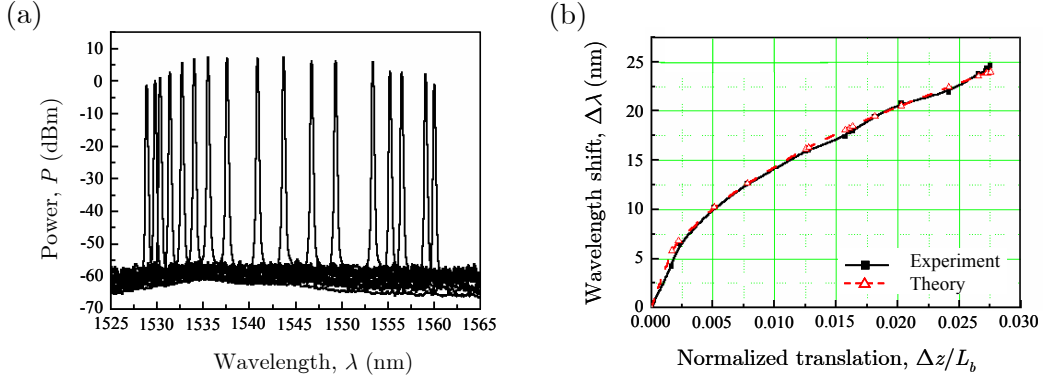 (a)
10
0
-10
-20
-30
-40
-50
-60
-70
1525 1530 1535 1540 1545 1550 1555 1560 1565
Power, P (dBm)
Wavelength, λ (nm)
(b)
25
20
15
10
5
0
0.000 0.005 0.010 0.015 0.020 0.025 0.030
Wavelength shift, Δλ (nm)
Experiment
Theory
Normalized translation, Δz/L_b